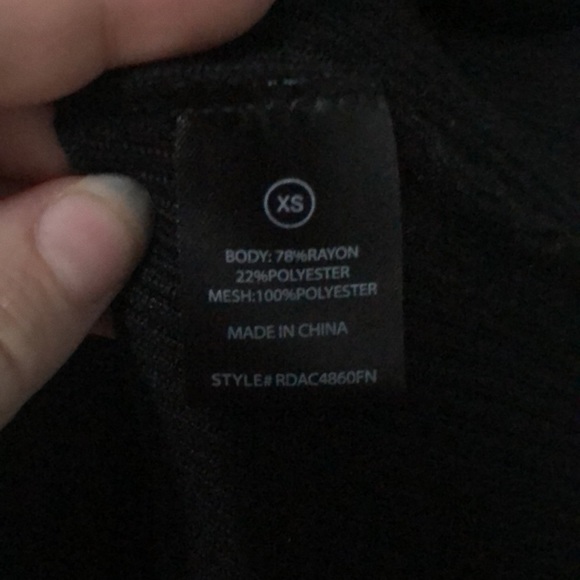 XS
BODY: 78%RAYON
22%POLYESTER
MESH:100%POLYESTER
MADE IN CHINA
STYLE# RDAC4860FN